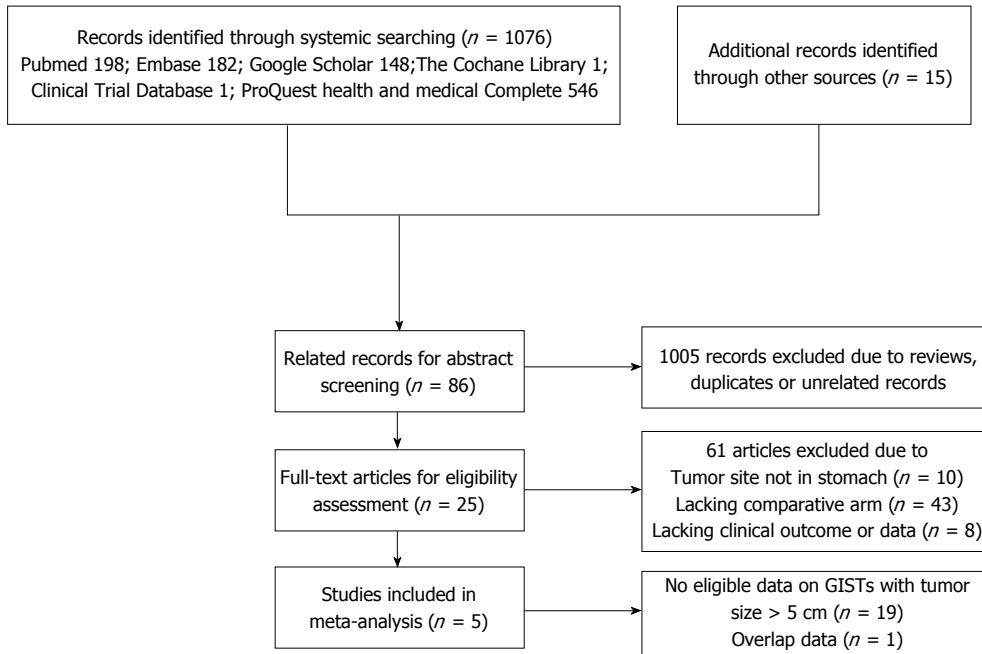 Records identified through systemic searching (n = 1076)
Pubmed 198; Embase 182; Google Scholar 148;The Cochane Library 1;
Clinical Trial Database 1; ProQuest health and medical Complete 546
Additional records identified
through other sources (n = 15)
Related records for abstract
screening (n = 86)
1005 records excluded due to reviews,
duplicates or unrelated records
Full-text articles for eligibility
assessment (n = 25)
61 articles excluded due to
Tumor site not in stomach (n = 10)
Lacking comparative arm (n = 43)
Lacking clinical outcome or data (n = 8)
Studies included in
meta-analysis (n = 5)
No eligible data on GISTs with tumor
size > 5 cm (n = 19)
Overlap data (n = 1)